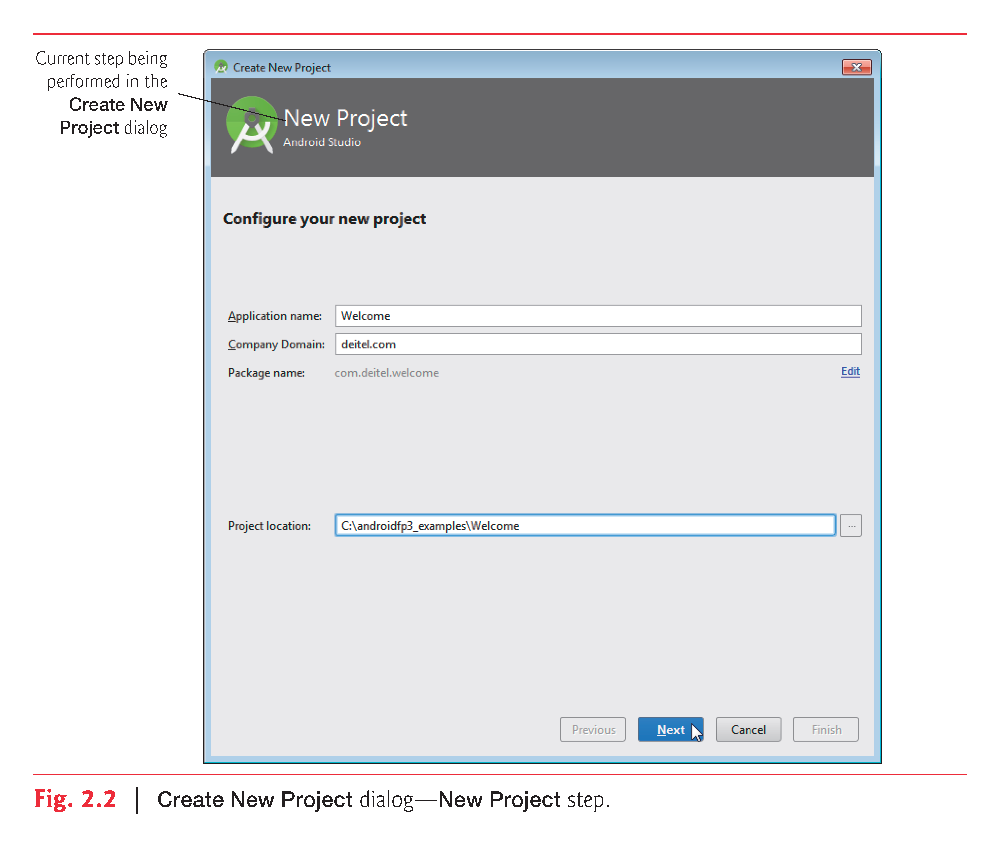 Current step being
performed in the
Create New
Project dialog
Create New Project
New Project
Android Studio
Configure your new project
Application name: Welcome
Company Domain: deitel.com
Package name: com.deitel.welcome Edit
Project location: C:\androidfp3_examples\Welcome ...
Previous Next Cancel Finish
Fig. 2.2 | Create New Project dialog—New Project step.